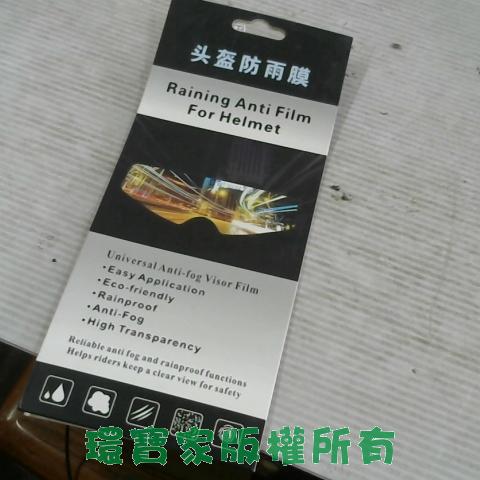 头盔防雨膜
Raining Anti Film
For Helmet
Universal Anti-fog Visor Film
•Easy Application
•Eco-friendly
•Rainproof
•Anti-Fog
•High Transparency
Reliable anti fog and rainproof functions
Helps riders keep a clear view for safety
環寶家版權所有